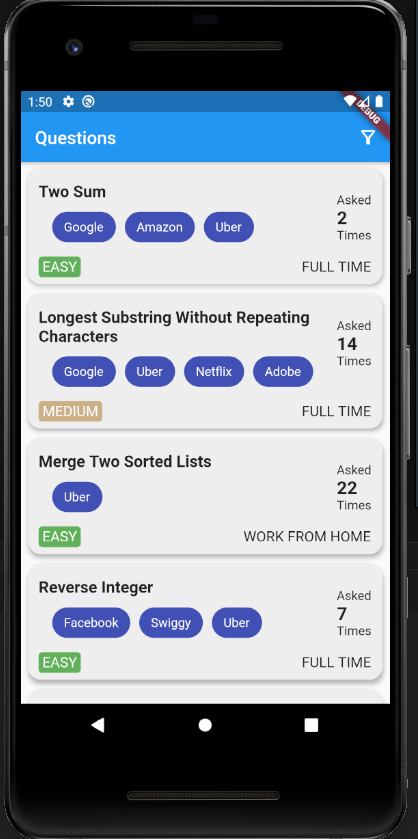 1:50
DEBUG
Questions
Two Sum
Asked
2
Times
Google Amazon Uber
EASY
FULL TIME
Longest Substring Without Repeating
Characters
Asked
14
Times
Google Uber Netflix Adobe
MEDIUM
FULL TIME
Merge Two Sorted Lists
Asked
22
Times
Uber
EASY
WORK FROM HOME
Reverse Integer
Asked
7
Times
Facebook Swiggy Uber
EASY
FULL TIME